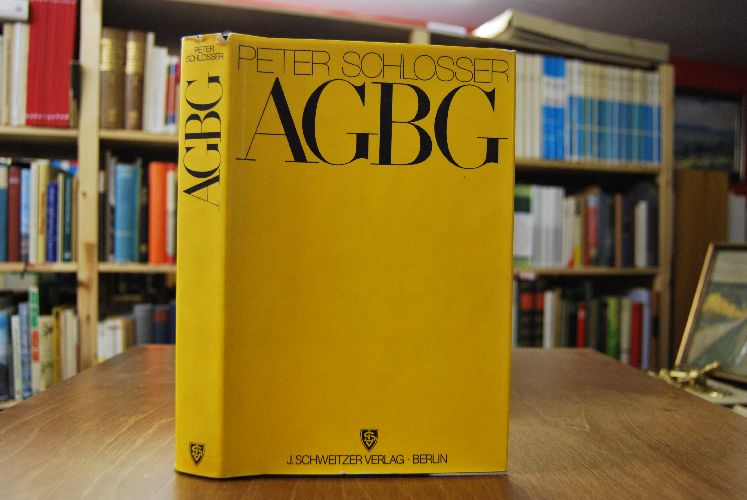 PETER
SCHLOSSER
AGBG
PETER SCHLOSSER
AGBG
J. SCHWEITZER VERLAG · BERLIN